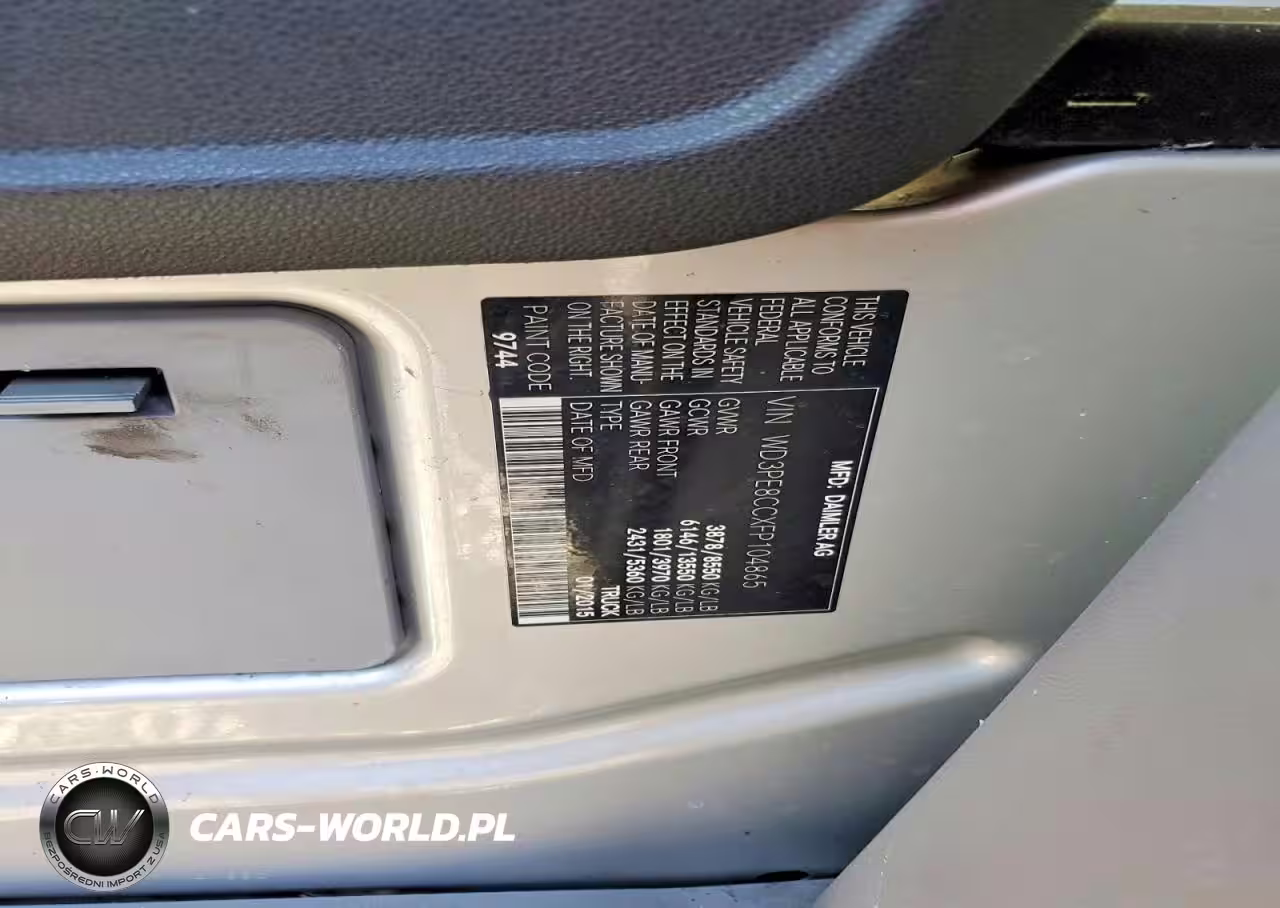 MFD: DAIMLER AG
THIS VEHICLE
CONFORMS TO
ALL APPLICABLE
FEDERAL
VEHICLE SAFETY
STANDARDS IN
EFFECT ON THE
DATE OF MANU-
FACTURE SHOWN
ON THE RIGHT
PAINT CODE
9744
VIN WD3PE8CCXFP104865
GVWR 3878/8550 KG/LB
GCWR 6146/13550 KG/LB
GAWR FRONT 1801/3970 KG/LB
GAWR REAR 2431/5360 KG/LB
TYPE TRUCK
DATE OF MFD 01/2015
CARS-WORLD
CW
BEZPOŚREDNI IMPORT Z USA
CARS-WORLD.PL